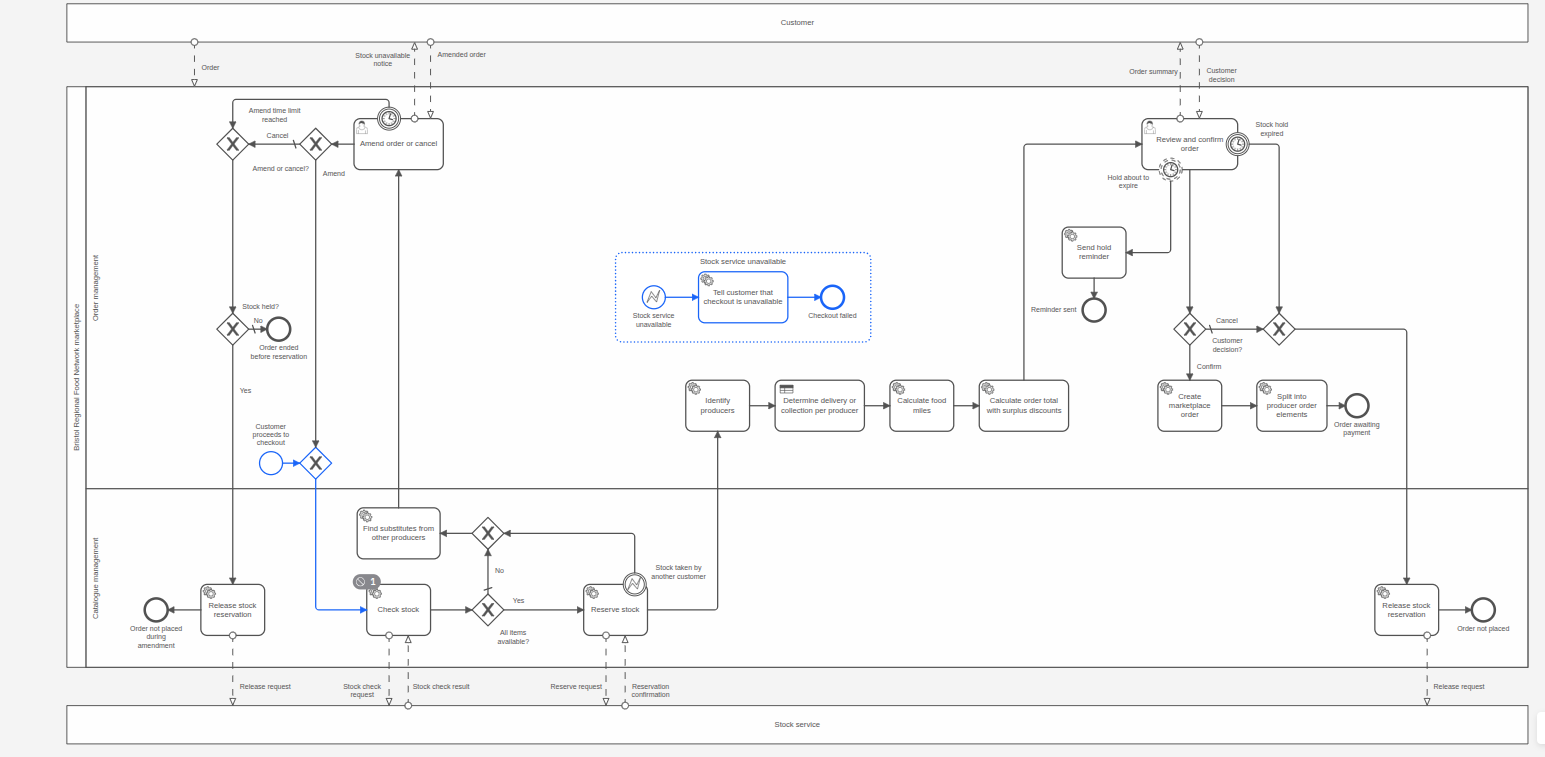 Customer
Order
Stock unavailable
notice
Amended order
Order summary
Customer
decision
Bristol Regional Food Network marketplace
Order management
Amend time limit
reached
Cancel
Amend or cancel?
Amend
Amend order or cancel
Review and confirm
order
Stock hold
expired
Hold about to
expire
Send hold
reminder
Reminder sent
Stock service unavailable
Stock service
unavailable
Tell customer that
checkout is unavailable
Checkout failed
Stock held?
No
Order ended
before reservation
Yes
Cancel
Customer
decision?
Confirm
Customer
proceeds to
checkout
Identify
producers
Determine delivery or
collection per producer
Calculate food
miles
Calculate order total
with surplus discounts
Create
marketplace
order
Split into
producer order
elements
Order awaiting
payment
Catalogue management
Find substitutes from
other producers
No
Stock taken by
another customer
1
Order not placed
during
amendment
Release stock
reservation
Check stock
Yes
All items
available?
Reserve stock
Release stock
reservation
Order not placed
Release request
Stock check
request
Stock check result
Reserve request
Reservation
confirmation
Release request
Stock service